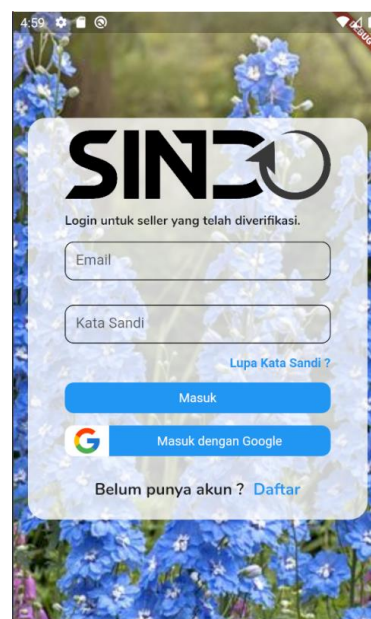 4:59
DEBUG
SINDO
Login untuk seller yang telah diverifikasi.
Email
Kata Sandi
Lupa Kata Sandi ?
Masuk
G
Masuk dengan Google
Belum punya akun ? Daftar